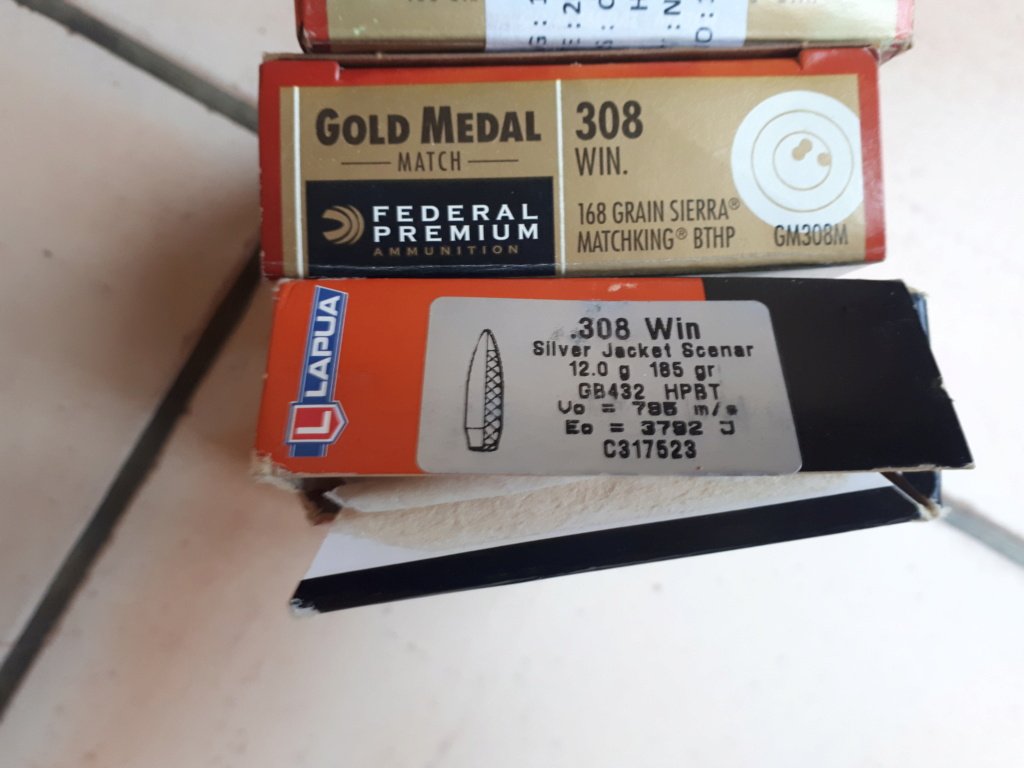 GOLD MEDAL
MATCH
FEDERAL
PREMIUM
AMMUNITION
308
WIN.
168 GRAIN SIERRA®
MATCHKING® BTHP
GM308M
LAPUA
L
.308 Win
Silver Jacket Scenar
12.0 g 185 gr
GB432 HPBT
Vo = 785 m/s
Eo = 3792 J
C317523